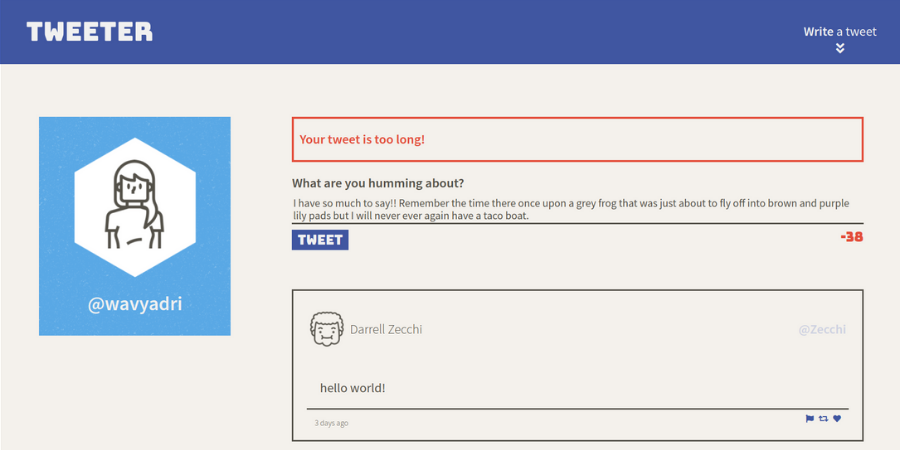 TWEETER
Write a tweet
@wavyadri
Your tweet is too long!
What are you humming about?
I have so much to say!! Remember the time there once upon a grey frog that was just about to fly off into brown and purple
lily pads but I will never ever again have a taco boat.
TWEET
-38
Darrell Zecchi
@Zecchi
hello world!
3 days ago